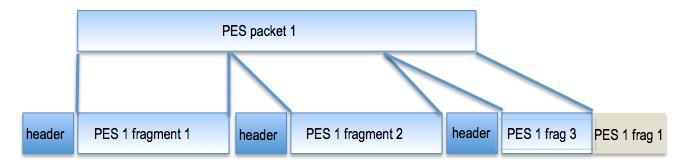 PES packet 1
header
PES 1 fragment 1
header
PES 1 fragment 2
header
PES 1 frag 3
PES 1 frag 1